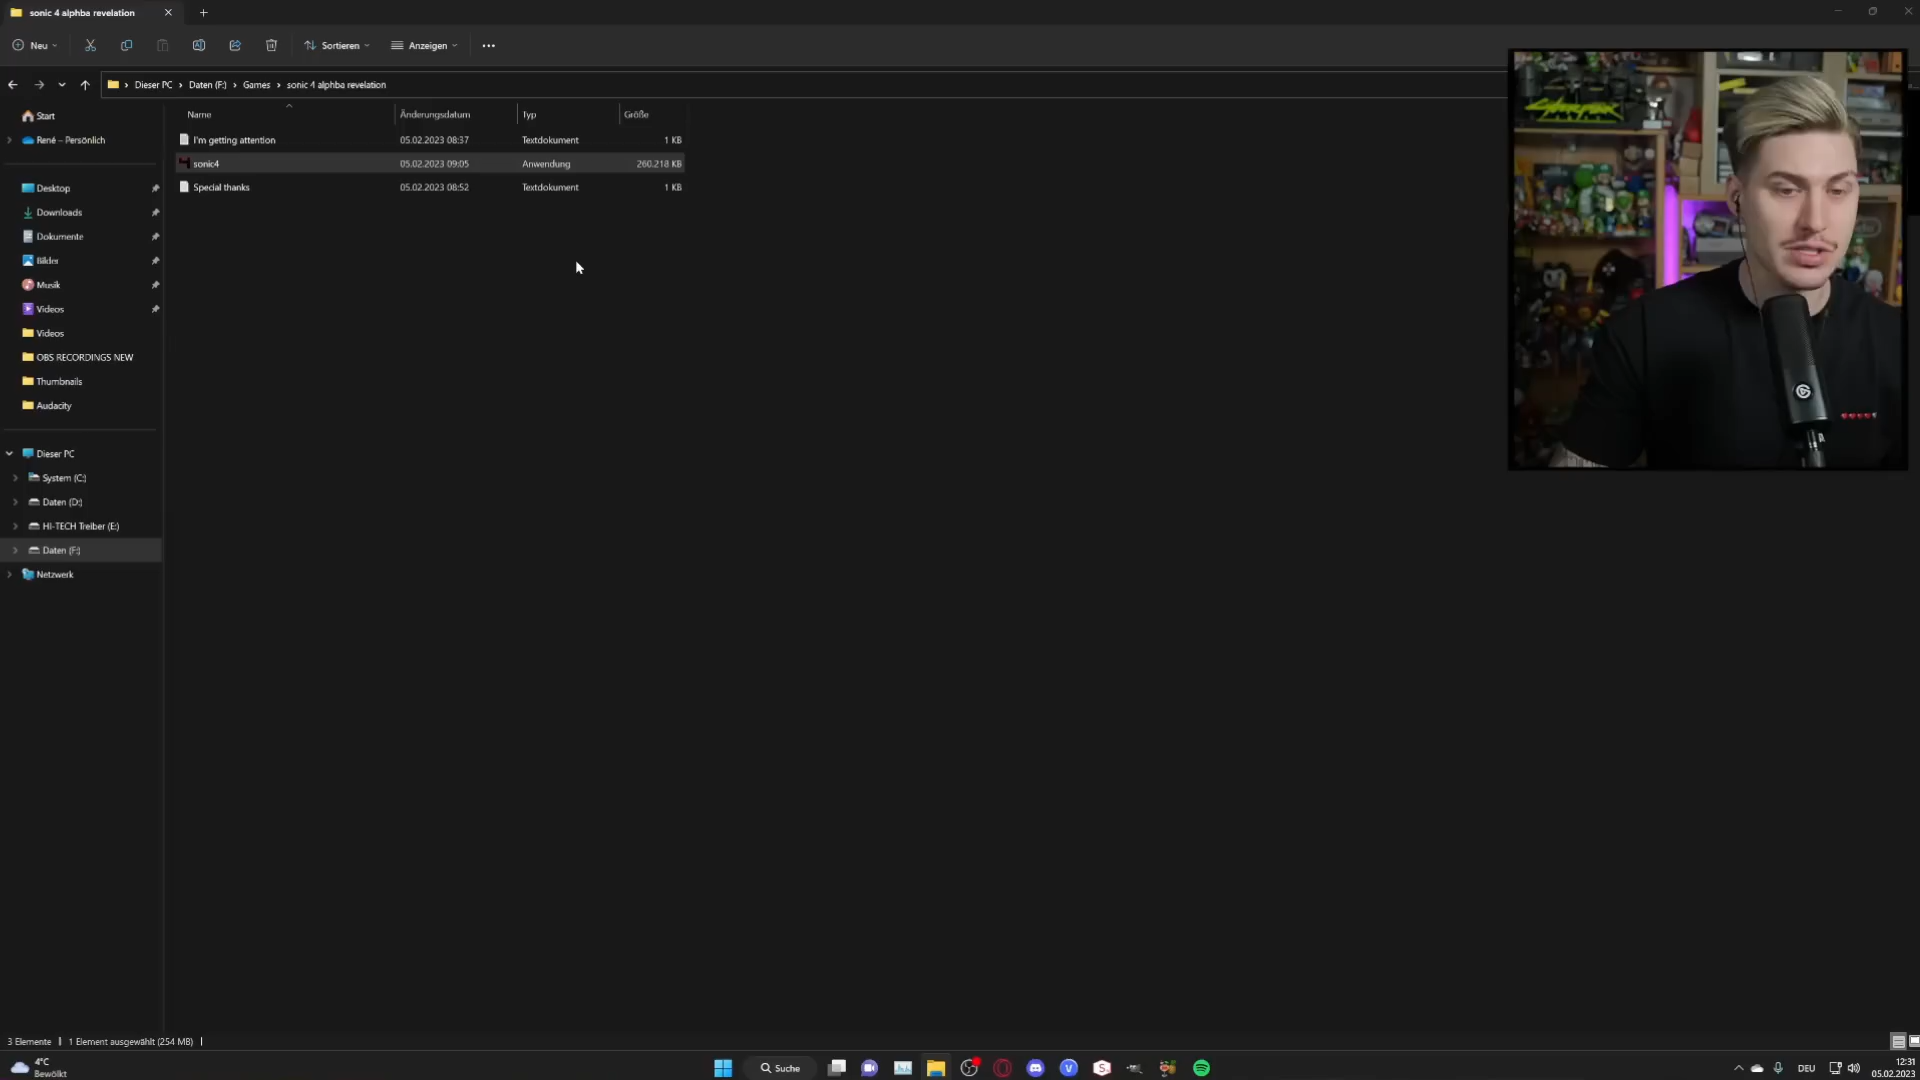 sonic 4 alphba revelation
Neu
Sortieren
Anzeigen
Dieser PC > Daten (F:) > Games > sonic 4 alphba revelation
Name Änderungsdatum Typ Größe
I'm getting attention 05.02.2023 08:37 Textdokument 1 KB
sonic4 05.02.2023 09:05 Anwendung 260.218 KB
Special thanks 05.02.2023 08:52 Textdokument 1 KB
Start
René – Persönlich
Desktop
Downloads
Dokumente
Bilder
Musik
Videos
Videos
OBS RECORDINGS NEW
Thumbnails
Audacity
Dieser PC
System (C:)
Daten (D:)
HI-TECH Treiber (E:)
Daten (F:)
Netzwerk
3 Elemente | 1 Element ausgewählt (254 MB) |
4°C
Bewölkt
Suche
DEU
12:31
05.02.2023